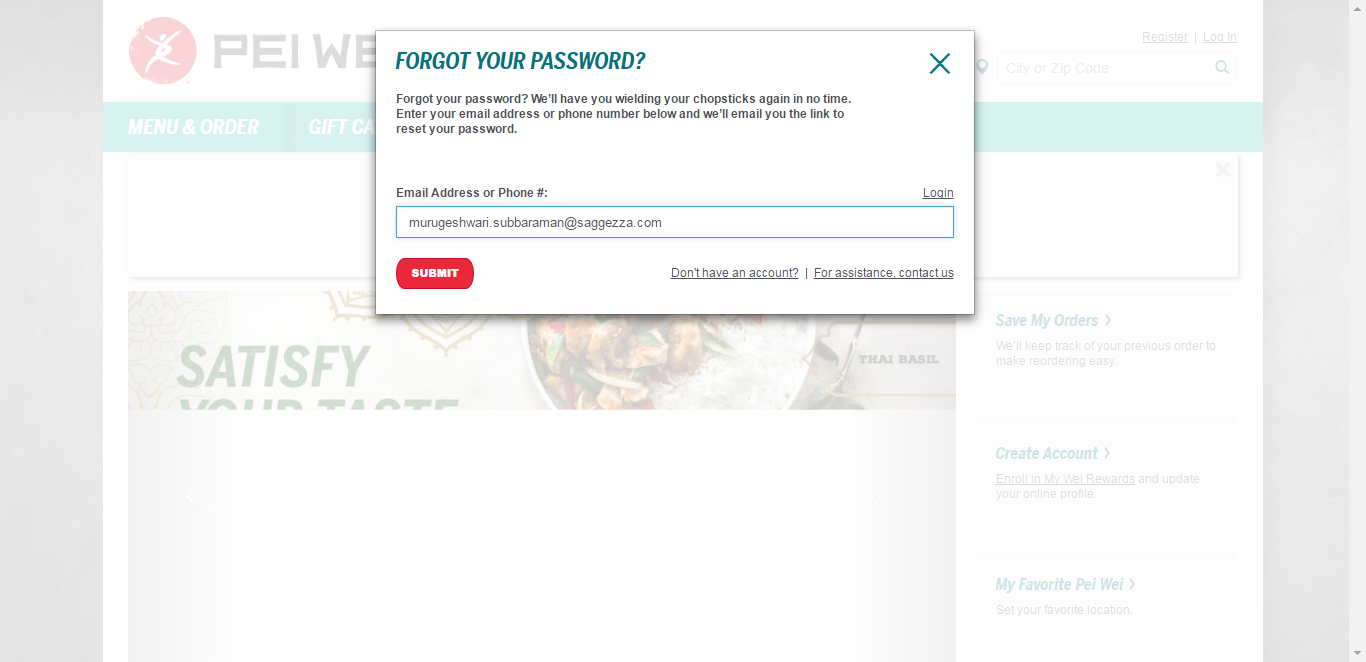 PEI WE
Register | Log In
City or Zip Code
MENU & ORDER
GIFT CA
FORGOT YOUR PASSWORD?
Forgot your password? We'll have you wielding your chopsticks again in no time.
Enter your email address or phone number below and we'll email you the link to
reset your password.
Email Address or Phone #:
Login
murugeshwari.subbaraman@saggezza.com
SUBMIT
Don't have an account? | For assistance, contact us
SATISFY
YOUR TASTE
THAI BASIL
Save My Orders
We'll keep track of your previous order to
make reordering easy.
Create Account
Enroll in My Wei Rewards and update
your online profile.
My Favorite Pei Wei
Set your favorite location.